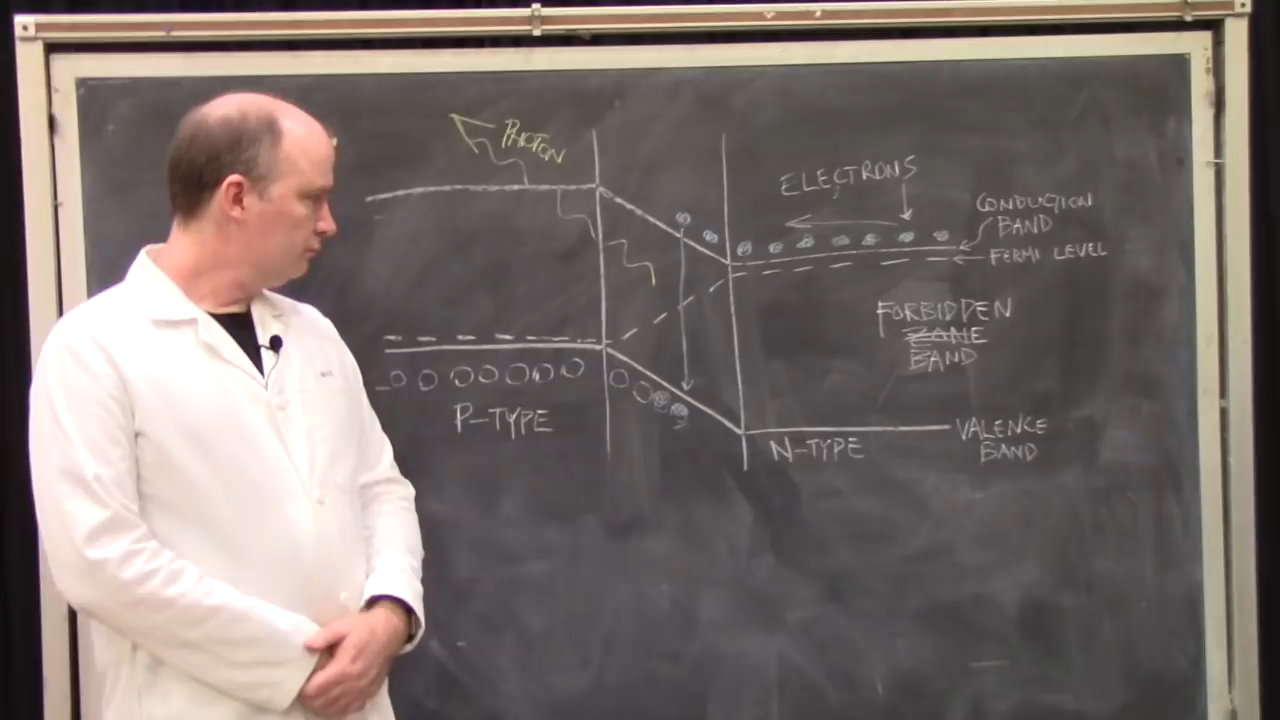 PHOTON
ELECTRONS
CONDUCTION
BAND
FERMI LEVEL
FORBIDDEN
ZONE
BAND
P-TYPE
N-TYPE
VALENCE
BAND